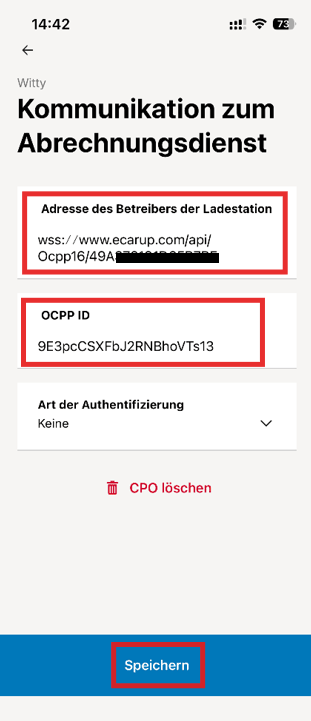 14:42
73
Witty
Kommunikation zum
Abrechnungsdienst
Adresse des Betreibers der Ladestation
wss://www.ecarup.com/api/
Ocpp16/49A
OCPP ID
9E3pcCSXFbJ2RNBhoVTs13
Art der Authentifizierung
Keine
CPO löschen
Speichern